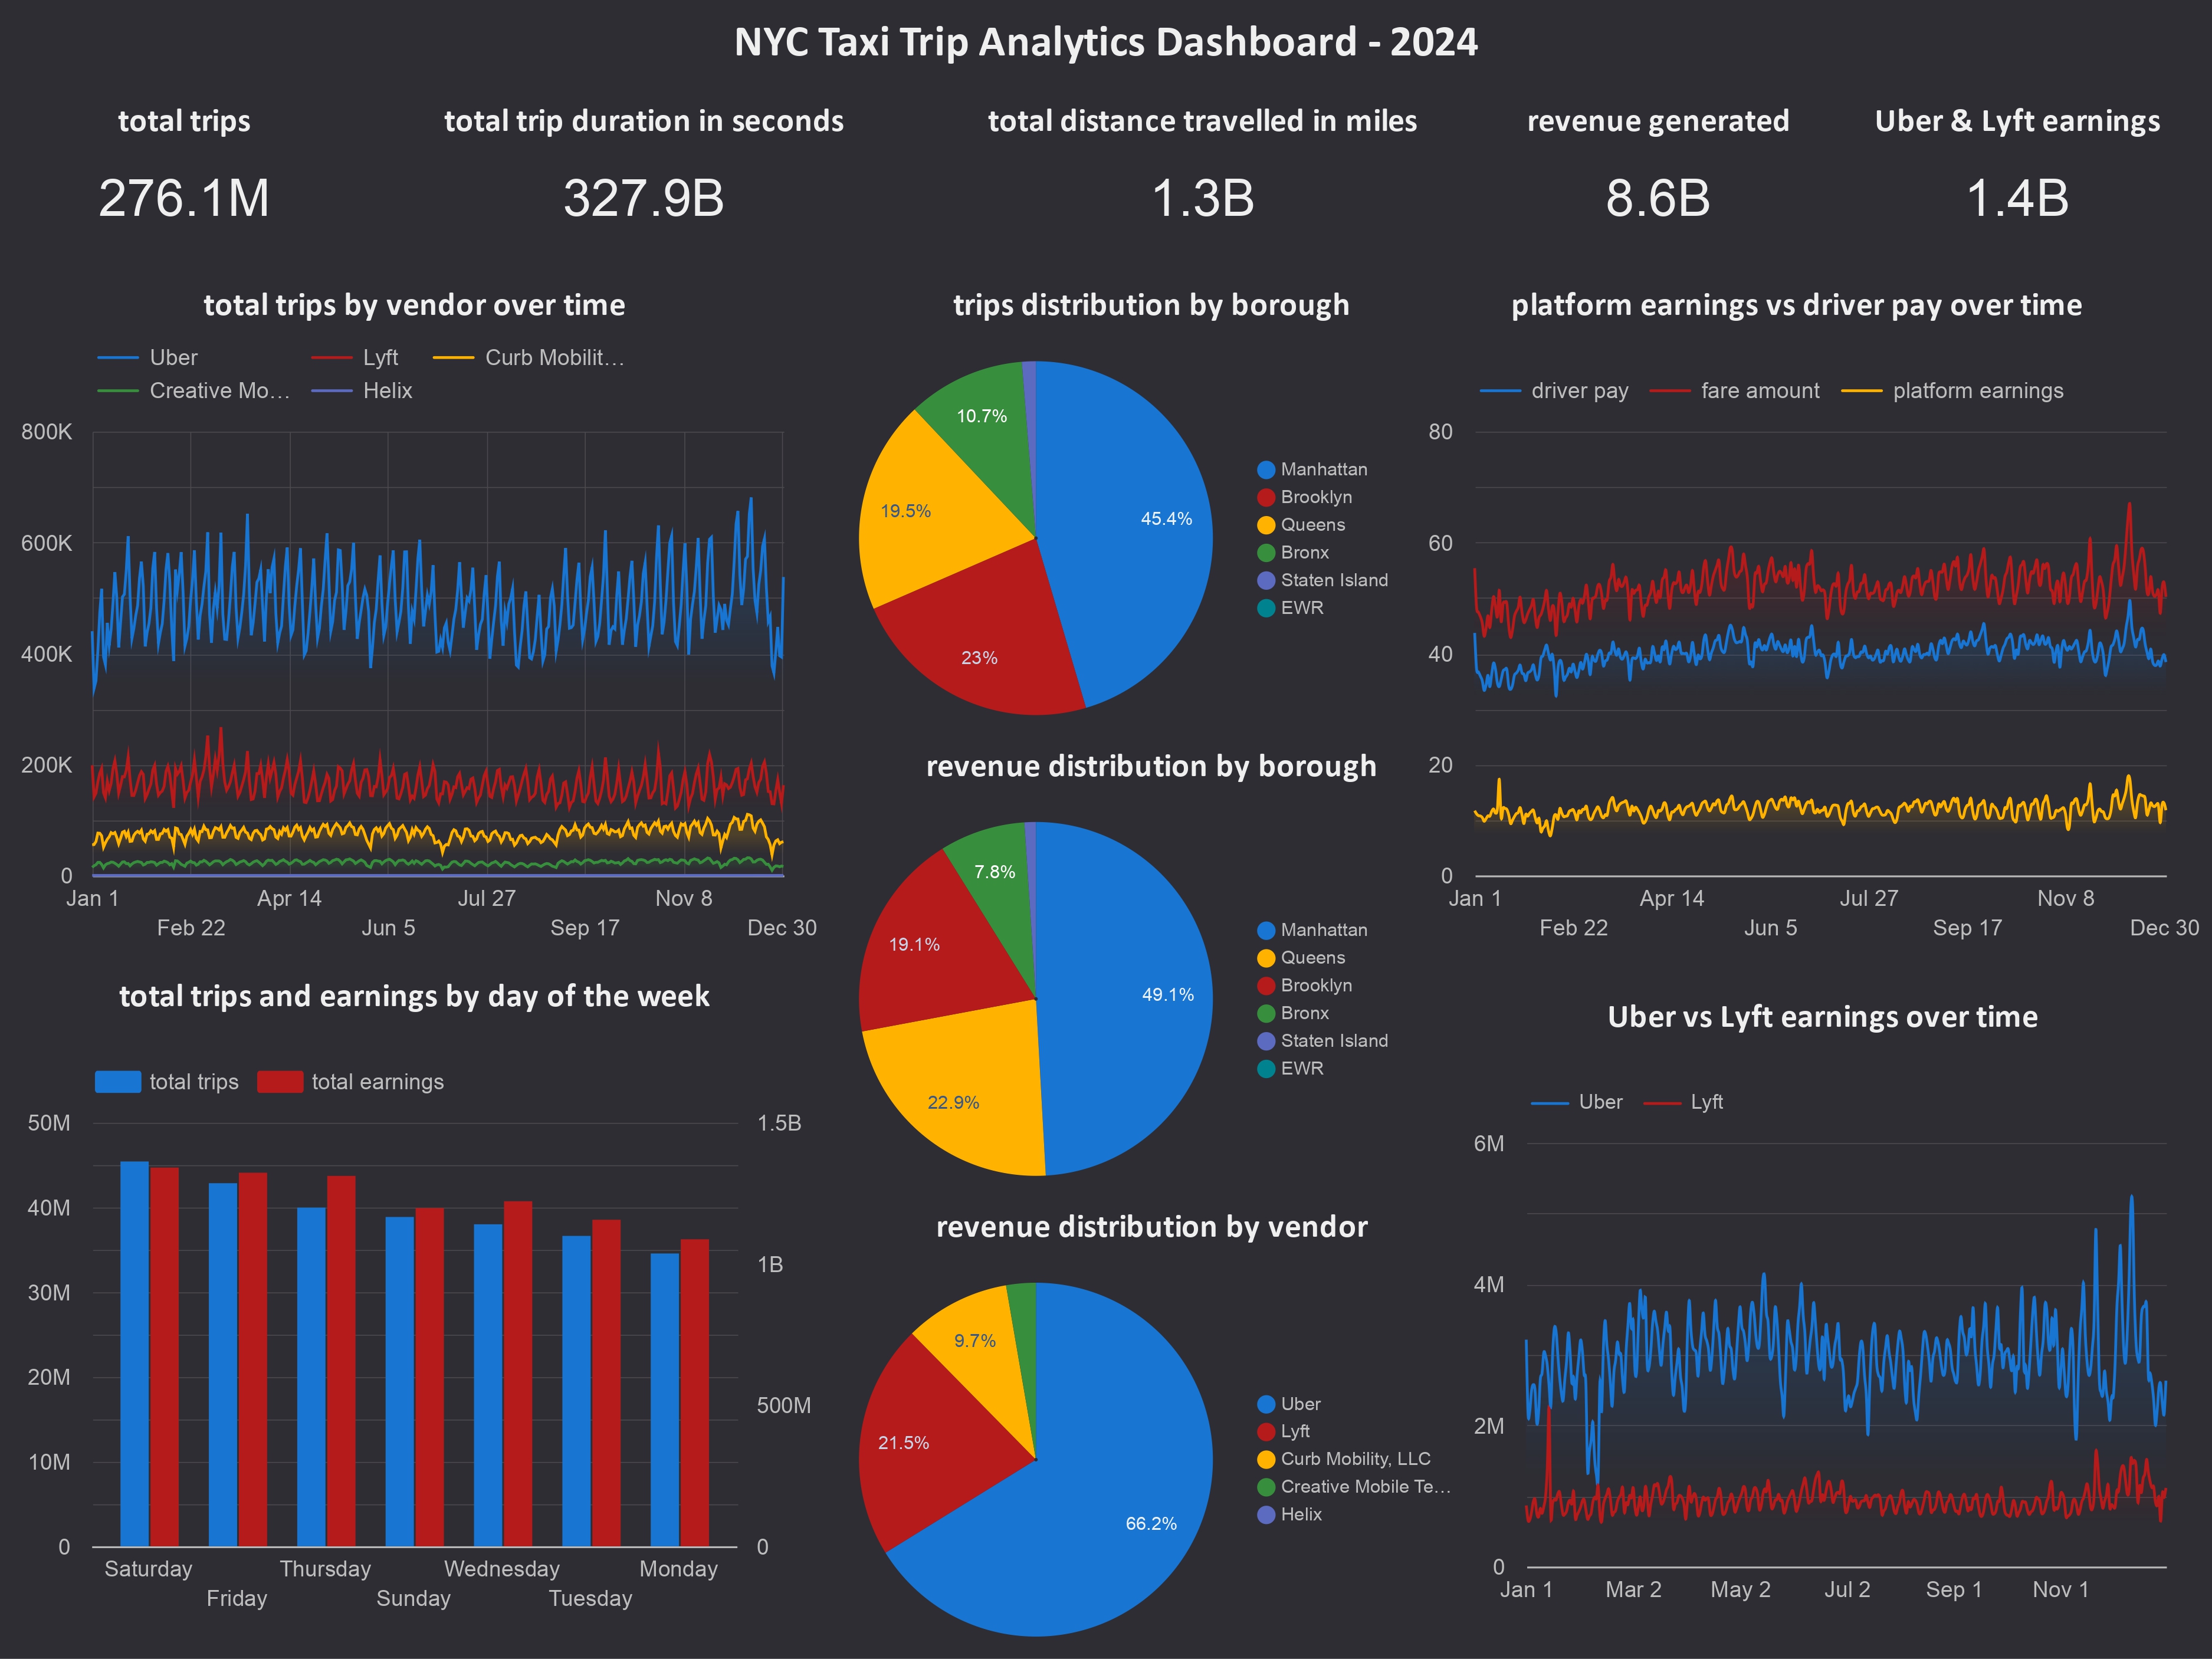 NYC Taxi Trip Analytics Dashboard - 2024
total trips
276.1M
total trip duration in seconds
327.9B
total distance travelled in miles
1.3B
revenue generated
8.6B
Uber & Lyft earnings
1.4B
total trips by vendor over time
Uber Lyft Curb Mobilit…
Creative Mo… Helix
800K
600K
400K
200K
0
Jan 1 Apr 14 Jul 27 Nov 8
Feb 22 Jun 5 Sep 17 Dec 30
trips distribution by borough
45.4%
23%
19.5%
10.7%
Manhattan
Brooklyn
Queens
Bronx
Staten Island
EWR
platform earnings vs driver pay over time
driver pay fare amount platform earnings
80
60
40
20
0
Jan 1 Apr 14 Jul 27 Nov 8
Feb 22 Jun 5 Sep 17 Dec 30
total trips and earnings by day of the week
total trips total earnings
50M
40M
30M
20M
10M
0
1.5B
1B
500M
0
Saturday Thursday Wednesday Monday
Friday Sunday Tuesday
revenue distribution by borough
49.1%
22.9%
19.1%
7.8%
Manhattan
Queens
Brooklyn
Bronx
Staten Island
EWR
revenue distribution by vendor
66.2%
21.5%
9.7%
Uber
Lyft
Curb Mobility, LLC
Creative Mobile Te…
Helix
Uber vs Lyft earnings over time
Uber Lyft
6M
4M
2M
0
Jan 1 Mar 2 May 2 Jul 2 Sep 1 Nov 1